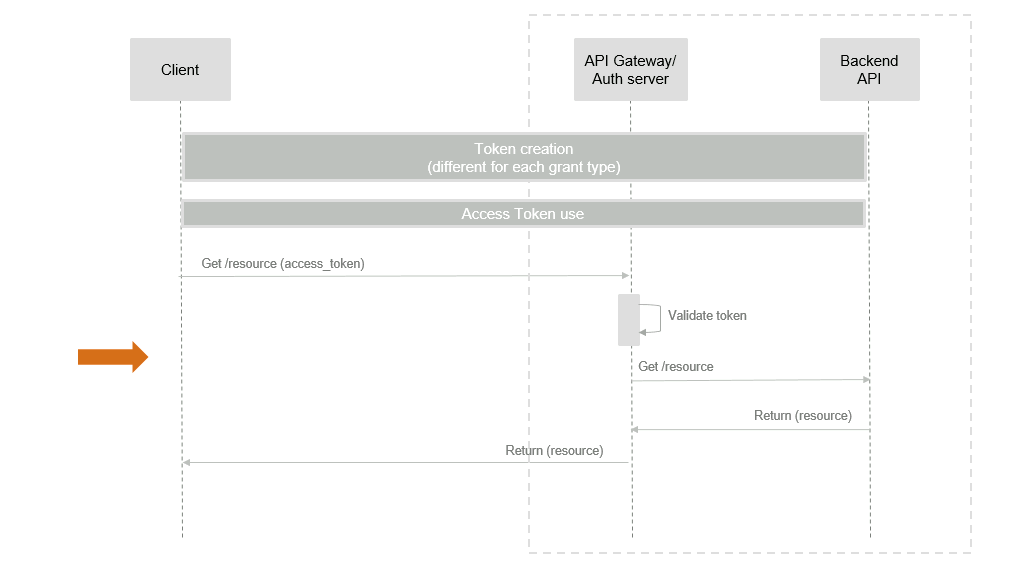 Client
API Gateway/
Auth server
Backend
API
Token creation
(different for each grant type)
Access Token use
Get /resource (access_token)
Validate token
Get /resource
Return (resource)
Return (resource)